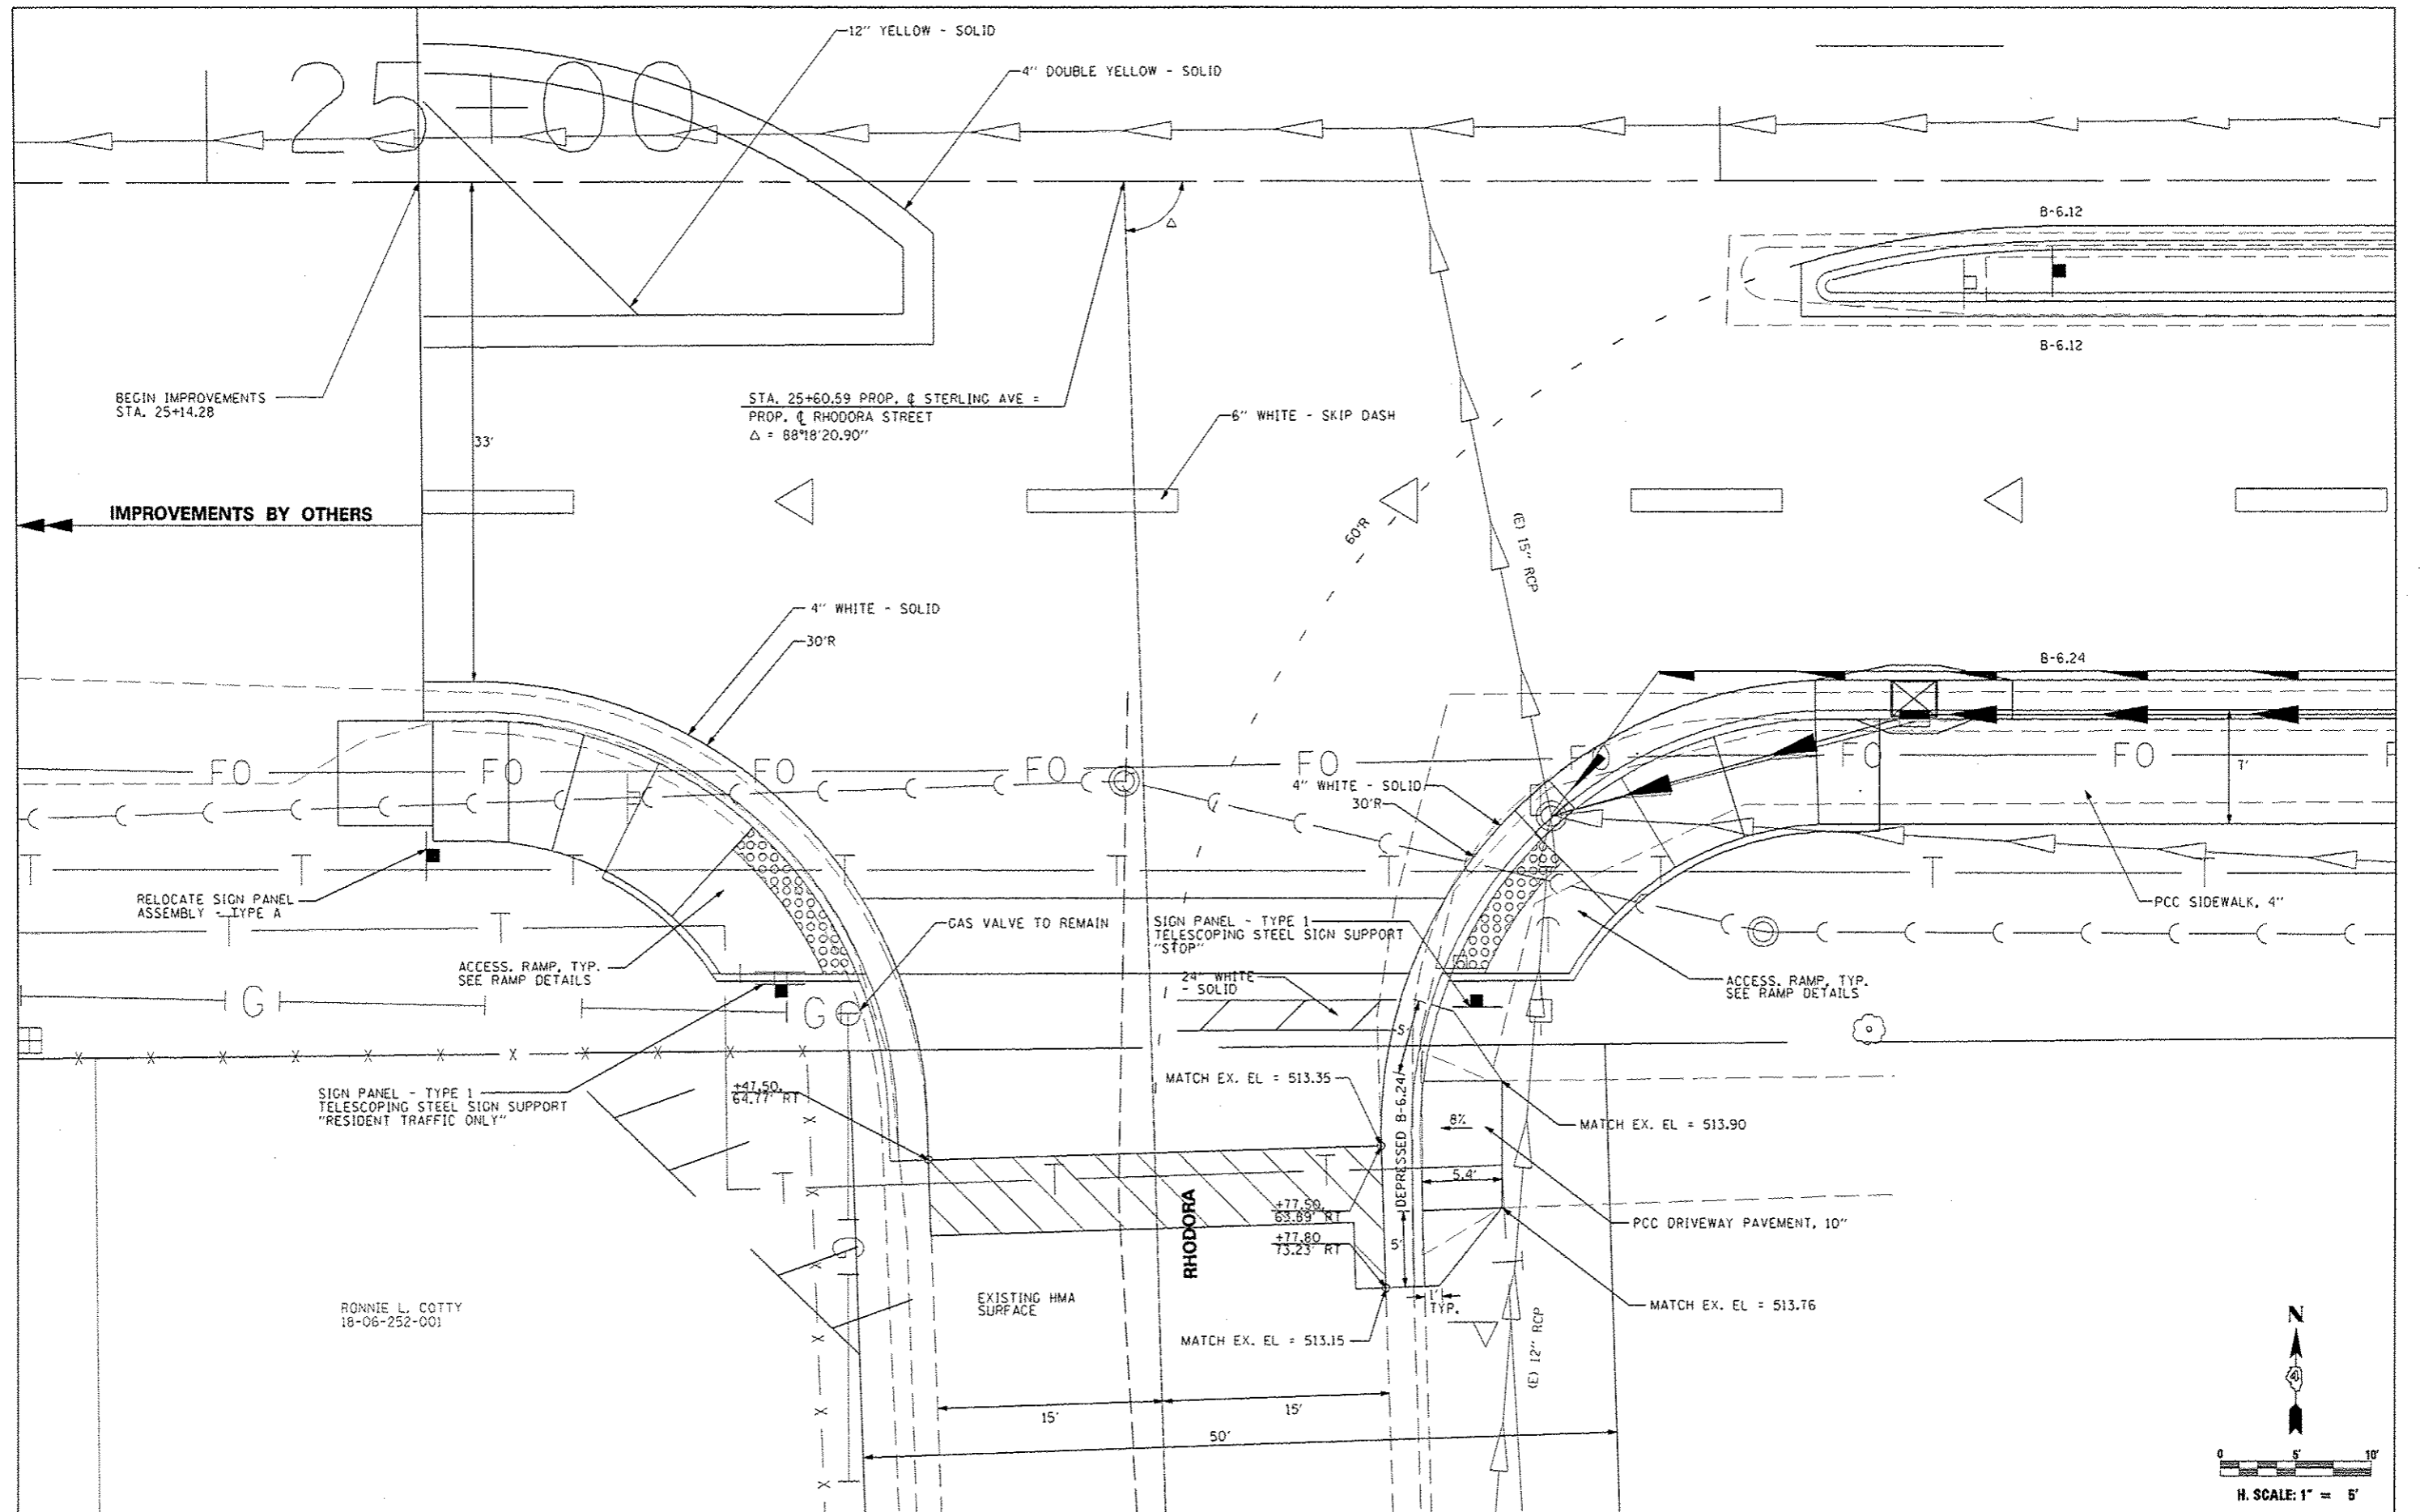 12" YELLOW - SOLID
4" DOUBLE YELLOW - SOLID
25+00
B-6.12
B-6.12
BEGIN IMPROVEMENTS
STA. 25+14.28
33'
STA. 25+60.59 PROP. ℄ STERLING AVE =
PROP. ℄ RHODORA STREET
Δ = 88°18'20.90"
Δ
6" WHITE - SKIP DASH
IMPROVEMENTS BY OTHERS
60'R
(E) 15" RCP
4" WHITE - SOLID
30'R
B-6.24
FO FO FO FO FO FO FO FO F
4" WHITE - SOLID
30'R
7'
T T T T T T T T T
RELOCATE SIGN PANEL
ASSEMBLY - TYPE A
PCC SIDEWALK, 4"
GAS VALVE TO REMAIN
SIGN PANEL - TYPE 1
TELESCOPING STEEL SIGN SUPPORT
"STOP"
T T
ACCESS. RAMP, TYP.
SEE RAMP DETAILS
24" WHITE
- SOLID
ACCESS. RAMP, TYP.
SEE RAMP DETAILS
G G
5'
X X X X X X X X X X X
SIGN PANEL - TYPE 1
TELESCOPING STEEL SIGN SUPPORT
"RESIDENT TRAFFIC ONLY"
+47.50,
64.77' RT
MATCH EX. EL = 513.35
DEPRESSED B-6.24
8%
MATCH EX. EL = 513.90
5.4'
T T T
RHODORA
+77.50,
63.89' RT
+77.80
73.23' RT
5'
PCC DRIVEWAY PAVEMENT, 10"
G
EXISTING HMA
SURFACE
1'
TYP.
MATCH EX. EL = 513.76
RONNIE L. COTTY
18-06-252-001
MATCH EX. EL = 513.15
(E) 12" RCP
15'
15'
50'
N
0 5' 10'
H. SCALE: 1" = 5'